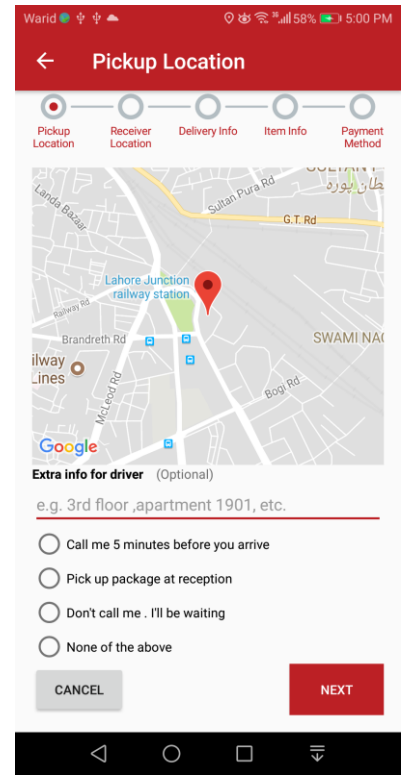 Warid 58% 5:00 PM
Pickup Location
Pickup Location
Receiver Location
Delivery Info
Item Info
Payment Method
Landa Bazaar
Sultan Pura Rd
G.T. Rd
Lahore Junction
railway station
Railway Rd
Brandreth Rd
SWAMI NA
ilway
Lines
McLeod Rd
Bogi Rd
Google
Extra info for driver (Optional)
e.g. 3rd floor ,apartment 1901, etc.
Call me 5 minutes before you arrive
Pick up package at reception
Don't call me . I'll be waiting
None of the above
CANCEL NEXT